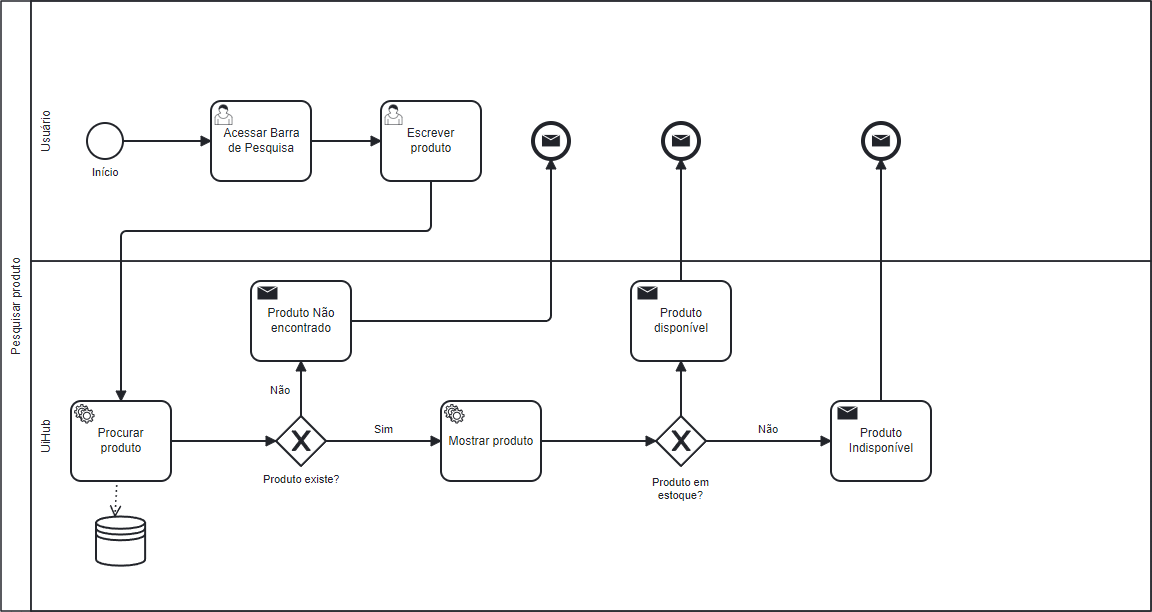 Pesquisar produto
Usuário
Início
Acessar Barra
de Pesquisa
Escrever
produto
UiHub
Produto Não
encontrado
Produto
disponível
Não
Procurar
produto
Produto existe?
Sim
Mostrar produto
Produto em
estoque?
Não
Produto
Indisponível